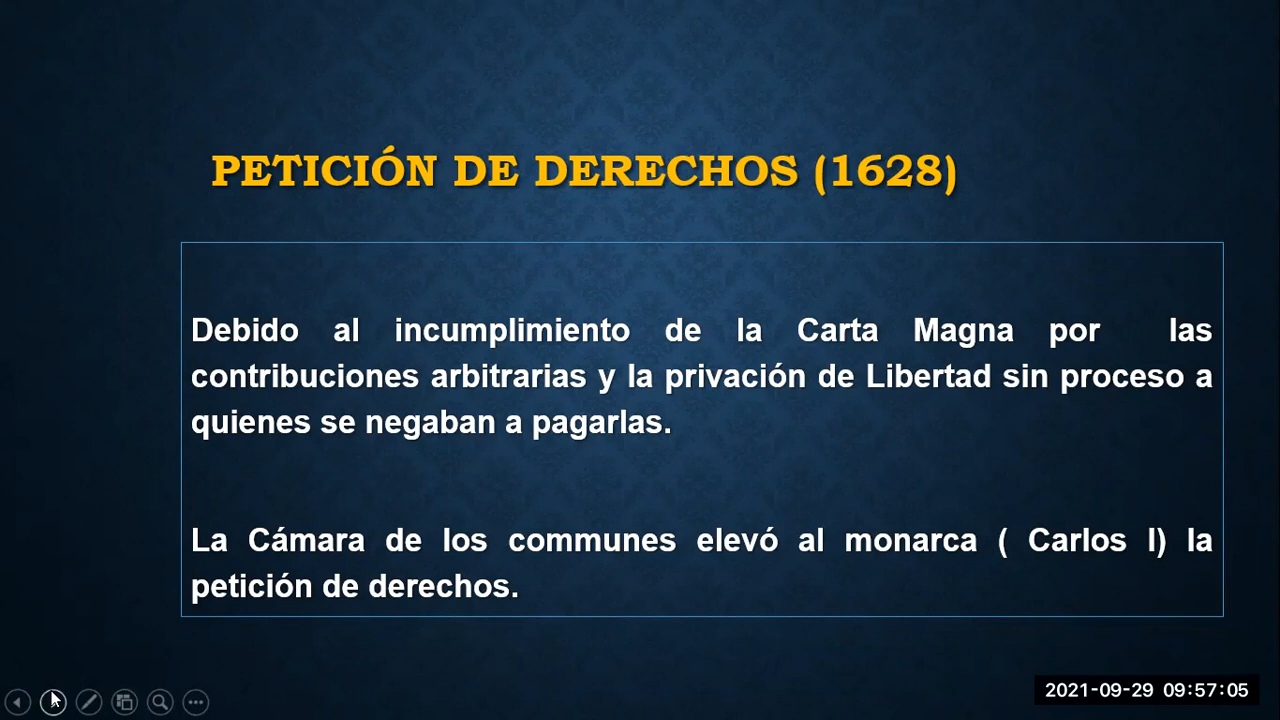 PETICIÓN DE DERECHOS (1628)
Debido al incumplimiento de la Carta Magna por las
contribuciones arbitrarias y la privación de Libertad sin proceso a
quienes se negaban a pagarlas.
La Cámara de los communes elevó al monarca ( Carlos I) la
petición de derechos.
2021-09-29 09:57:05